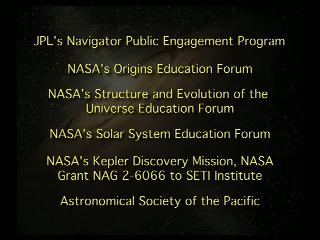 JPL's Navigator Public Engagement Program
NASA's Origins Education Forum
NASA's Structure and Evolution of the
Universe Education Forum
NASA's Solar System Education Forum
NASA's Kepler Discovery Mission, NASA
Grant NAG 2-6066 to SETI Institute
Astronomical Society of the Pacific